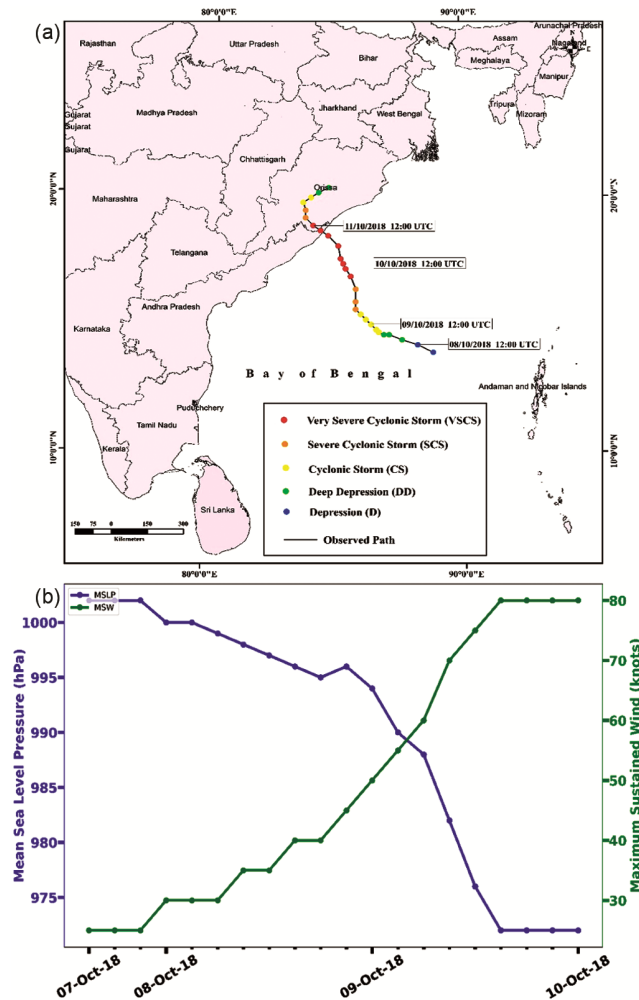 (a)
80°0'0"E
90°0'0"E
Arunachal Pradesh
Rajasthan
Uttar Pradesh
Assam
Nagaland
E
Bihar
Meghalaya
Manipur
Gujarat
Gujarat
Gujarat
Madhya Pradesh
Jharkhand
West Bengal
Tripura
Mizoram
Chhattisgarh
20°0'0"N
Orissa
20°0'0"N
Maharashtra
11/10/2018 12:00 UTC
Telangana
10/10/2018 12:00 UTC
Andhra Pradesh
Karnataka
09/10/2018 12:00 UTC
08/10/2018 12:00 UTC
Bay of Bengal
Andaman and Nicobar Islands
Puduchcery
Tamil Nadu
Kerala
10°0'0"N
10°0'0"N
Very Severe Cyclonic Storm (VSCS)
Severe Cyclonic Storm (SCS)
Cyclonic Storm (CS)
Deep Depression (DD)
Depression (D)
Observed Path
Sri Lanka
150 75 0 150 300
Kilometers
80°0'0"E
90°0'0"E
(b)
MSLP
MSW
Mean Sea Level Pressure (hPa)
1000
995
990
985
980
975
Maximum Sustained Wind (knots)
80
70
60
50
40
30
07-Oct-18
08-Oct-18
09-Oct-18
10-Oct-18